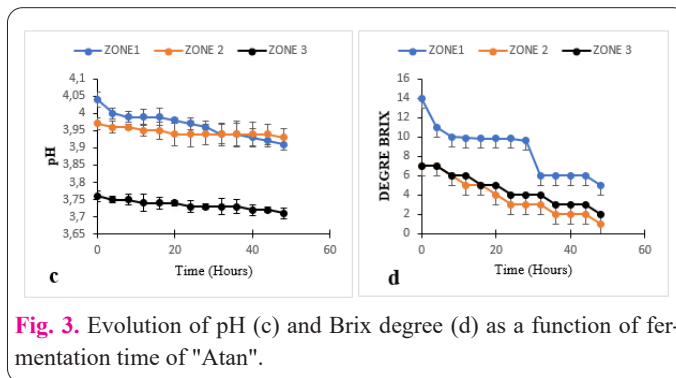 ZONE1 ZONE 2 ZONE 3
4,1
4,05
4
3,95
3,9
3,85
3,8
3,75
3,7
3,65
pH
0 20 40 60
c
Time (Hours)
ZONE1 ZONE 2 ZONE 3
16
14
12
10
8
6
4
2
0
DEGRE BRIX
0 20 40 60
d
Time (Hours)
Fig. 3. Evolution of pH (c) and Brix degree (d) as a function of fer-
mentation time of "Atan".